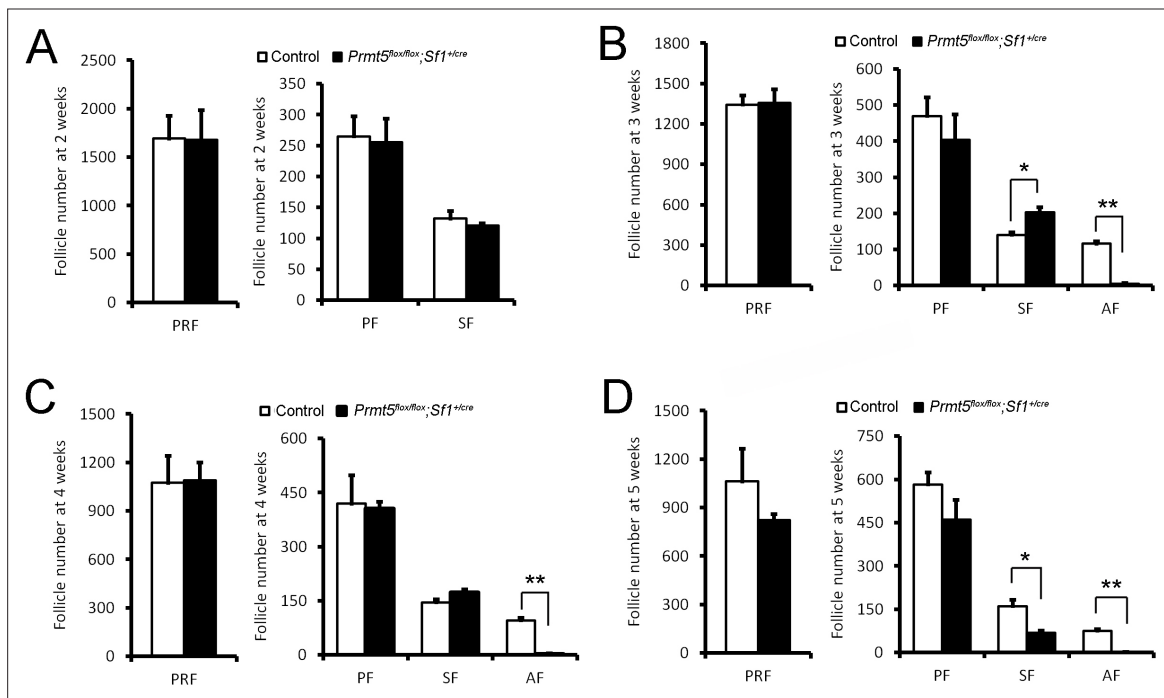 A
Control Prmt5flox/flox;Sf1+/cre
Follicle number at 2 weeks
2500
2000
1500
1000
500
0
PRF
Follicle number at 2 weeks
350
300
250
200
150
100
50
0
PF SF
B
Control Prmt5flox/flox;Sf1+/cre
Follicle number at 3 weeks
1800
1500
1200
900
600
300
0
PRF
Follicle number at 3 weeks
600
500
400
300
200
100
0
*
**
PF SF AF
C
Control Prmt5flox/flox;Sf1+/cre
Follicle number at 4 weeks
1500
1200
900
600
300
0
PRF
Follicle number at 4 weeks
600
450
300
150
0
**
PF SF AF
D
Control Prmt5flox/flox;Sf1+/cre
Follicle number at 5 weeks
1500
1200
900
600
300
0
PRF
Follicle number at 5 weeks
750
600
450
300
150
0
*
**
PF SF AF